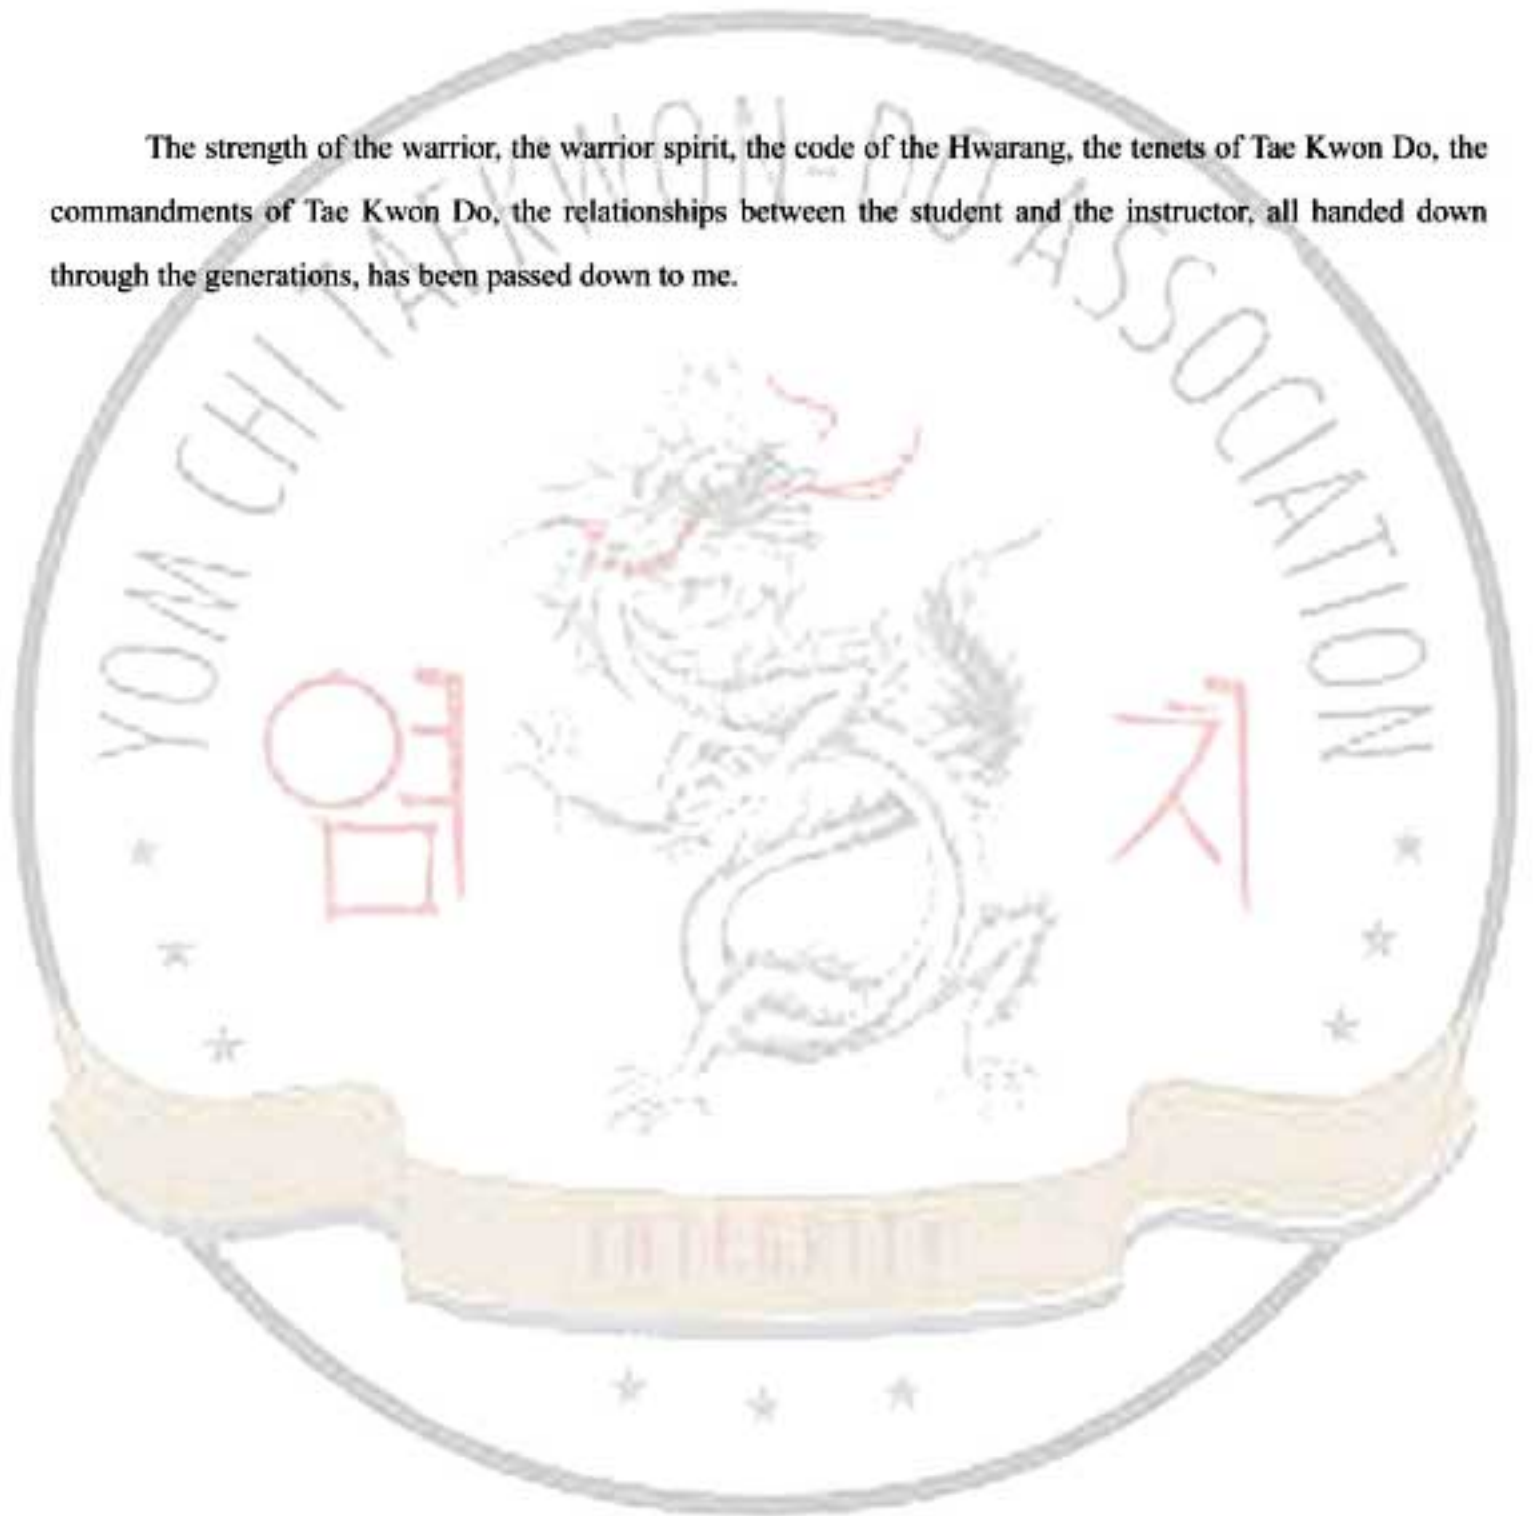 The strength of the warrior, the warrior spirit, the code of the Hwarang, the tenets of Tae Kwon Do, the
commandments of Tae Kwon Do, the relationships between the student and the instructor, all handed down
through the generations, has been passed down to me.
YOM CHI TAEKWON-DO ASSOCIATION
염 치
INTEGRITY